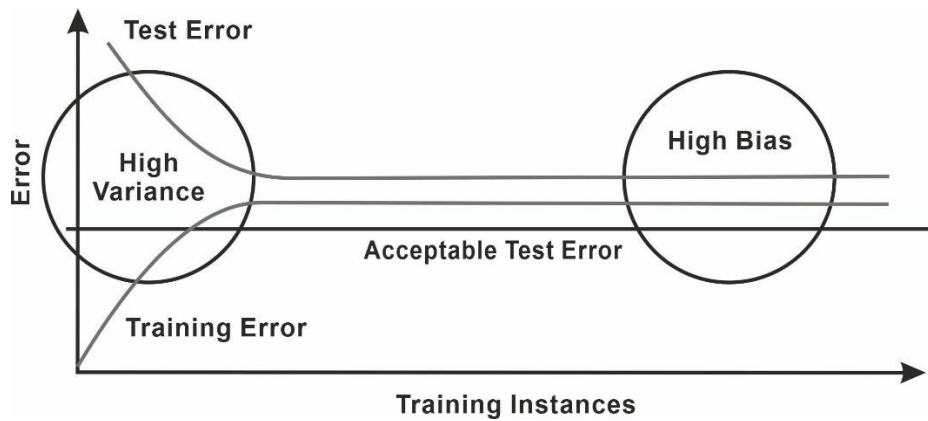 Test Error
Error
High
Variance
High Bias
Acceptable Test Error
Training Error
Training Instances